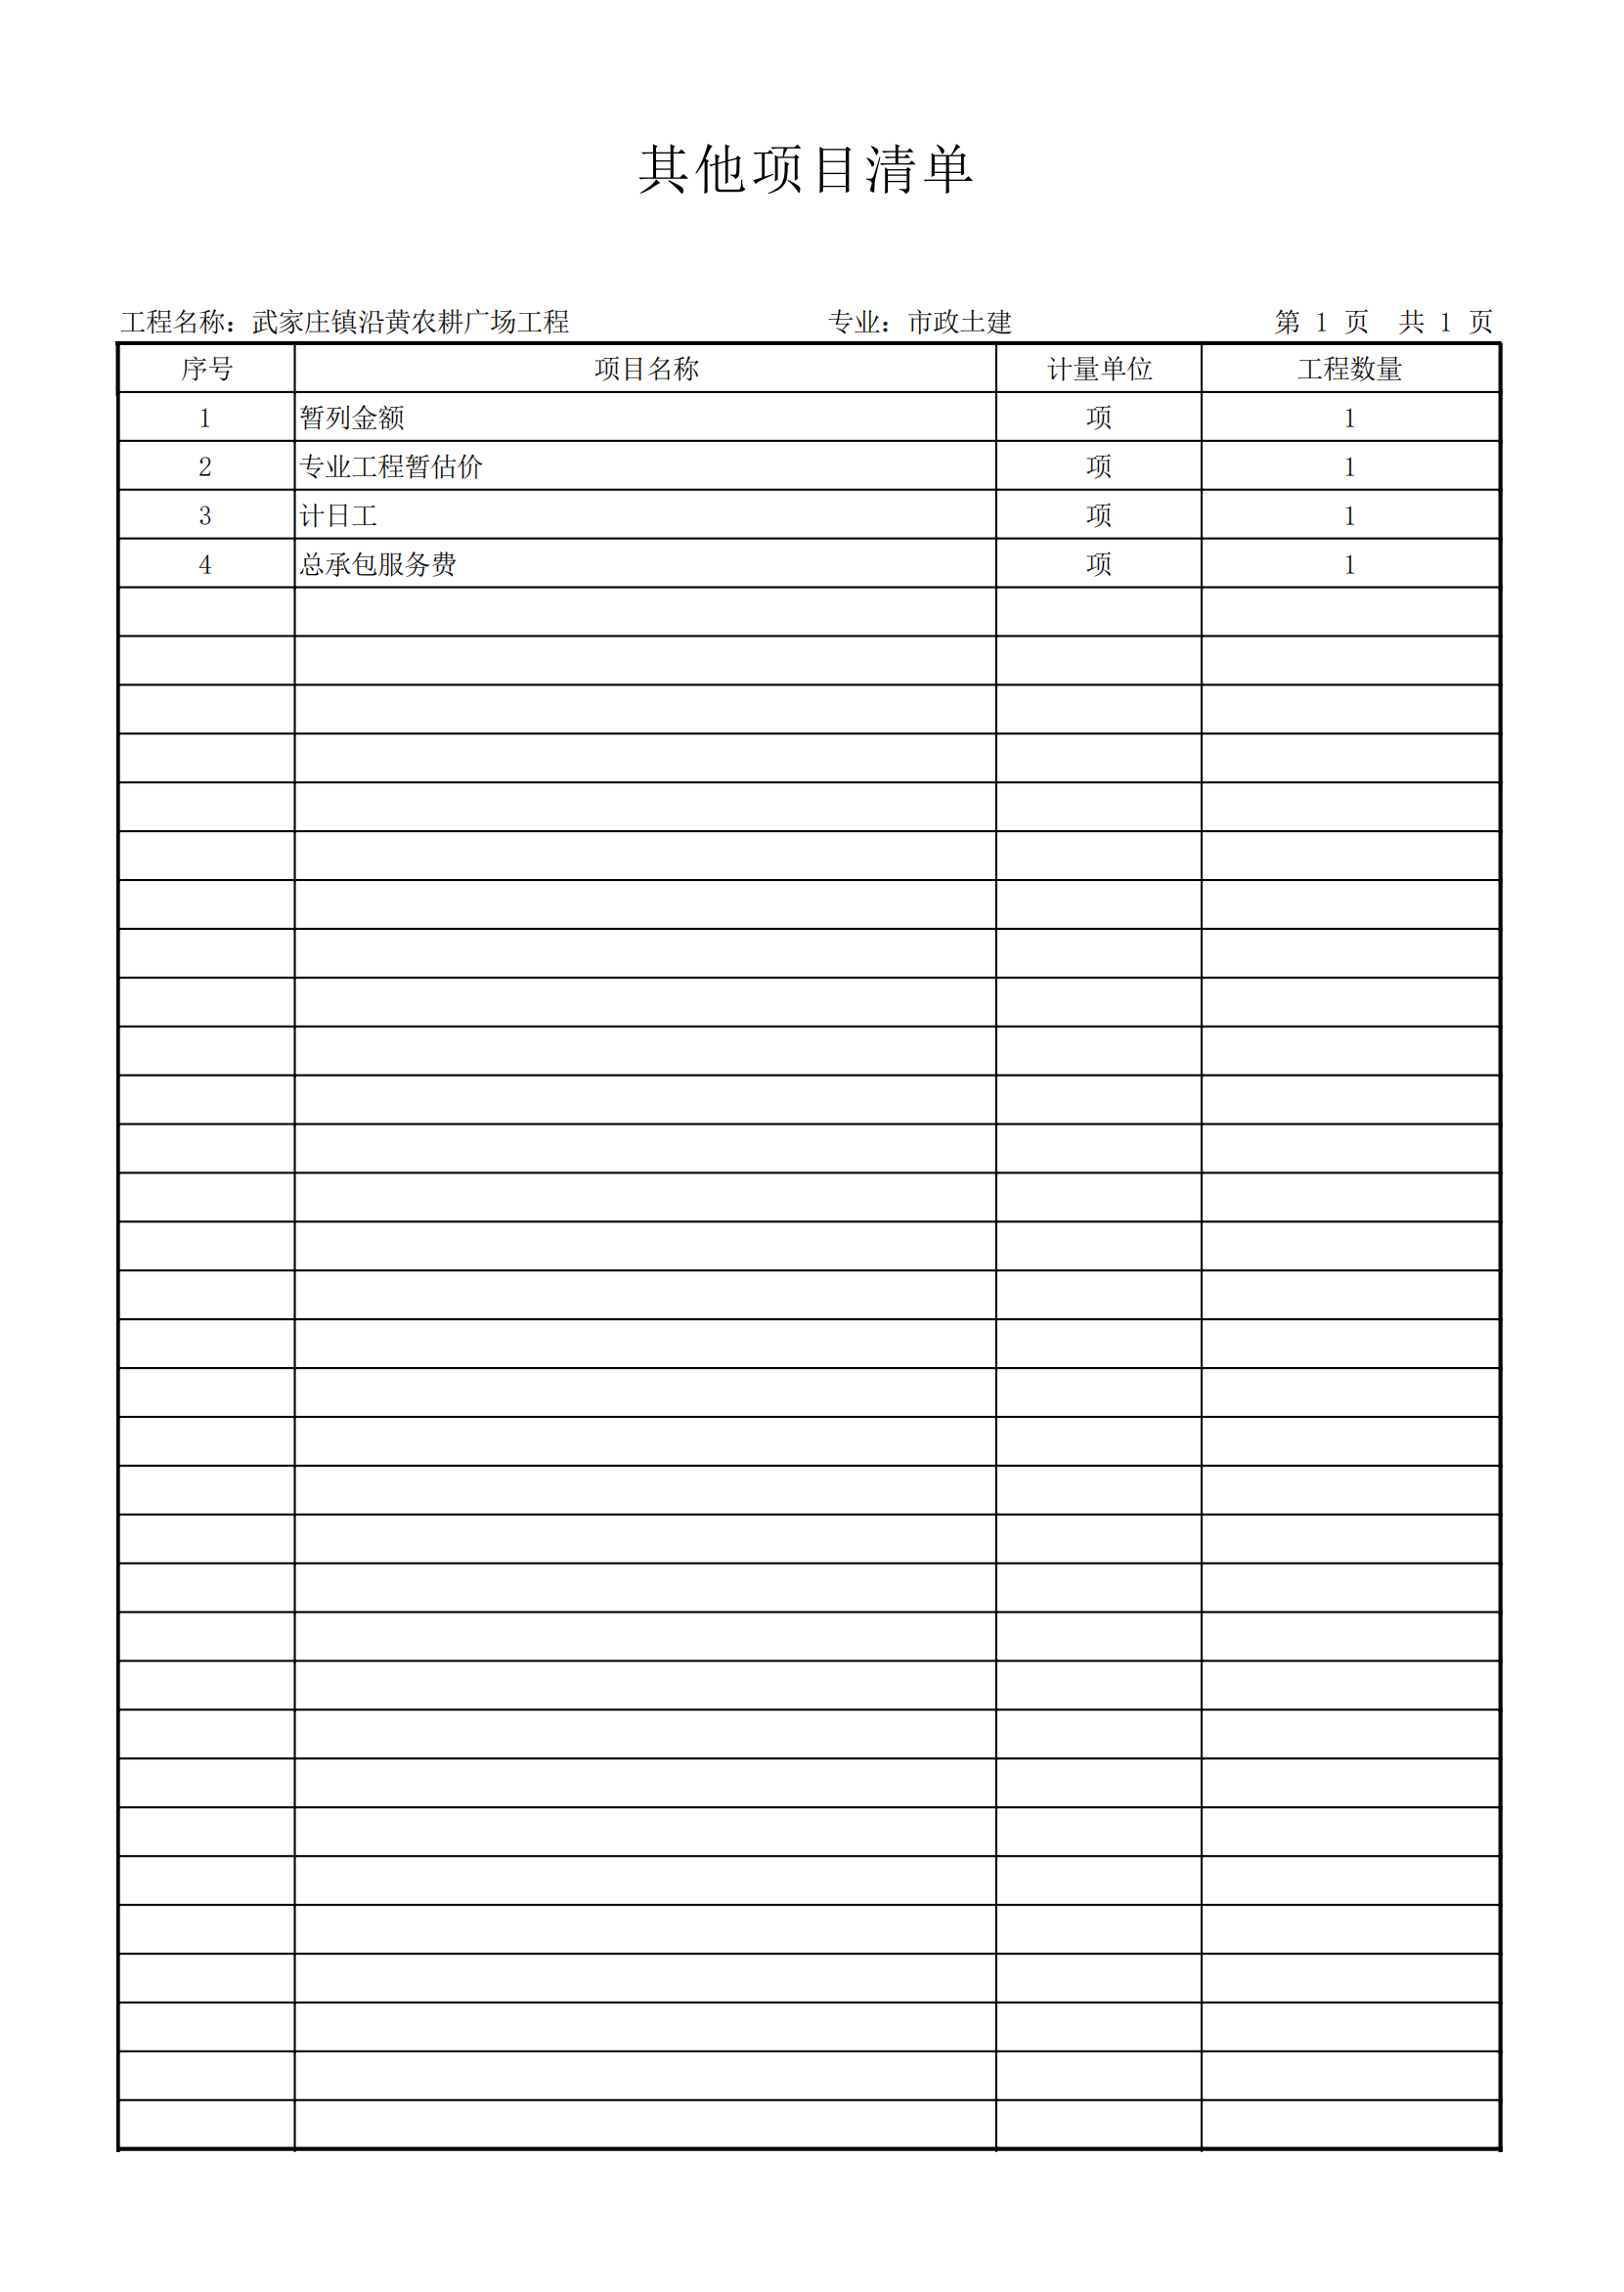 其他项目清单
工程名称：武家庄镇沿黄农耕广场工程 专业：市政土建 第 1 页 共 1 页
序号 项目名称 计量单位 工程数量
1 暂列金额 项 1
2 专业工程暂估价 项 1
3 计日工 项 1
4 总承包服务费 项 1